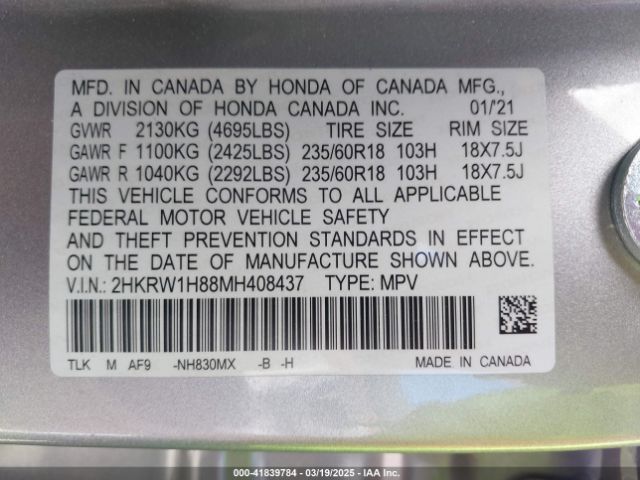 MFD. IN CANADA BY HONDA OF CANADA MFG.,
A DIVISION OF HONDA CANADA INC. 01/'21
GVWR 2130KG (4695LBS) TIRE SIZE RIM SIZE
GAWR F 1100KG (2425LBS) 235/60R18 103H 18X7.5J
GAWR R 1040KG (2292LBS) 235/60R18 103H 18X7.5J
THIS VEHICLE CONFORMS TO ALL APPLICABLE
FEDERAL MOTOR VEHICLE SAFETY
AND THEFT PREVENTION STANDARDS IN EFFECT
ON THE DATE OF MANUFACTURE SHOWN ABOVE.
V.I.N.: 2HKRW1H88MH408437 TYPE: MPV
TLK M AF9 -NH830MX -B -H MADE IN CANADA
000-41839784 — 03/19/2025 — IAA Inc.